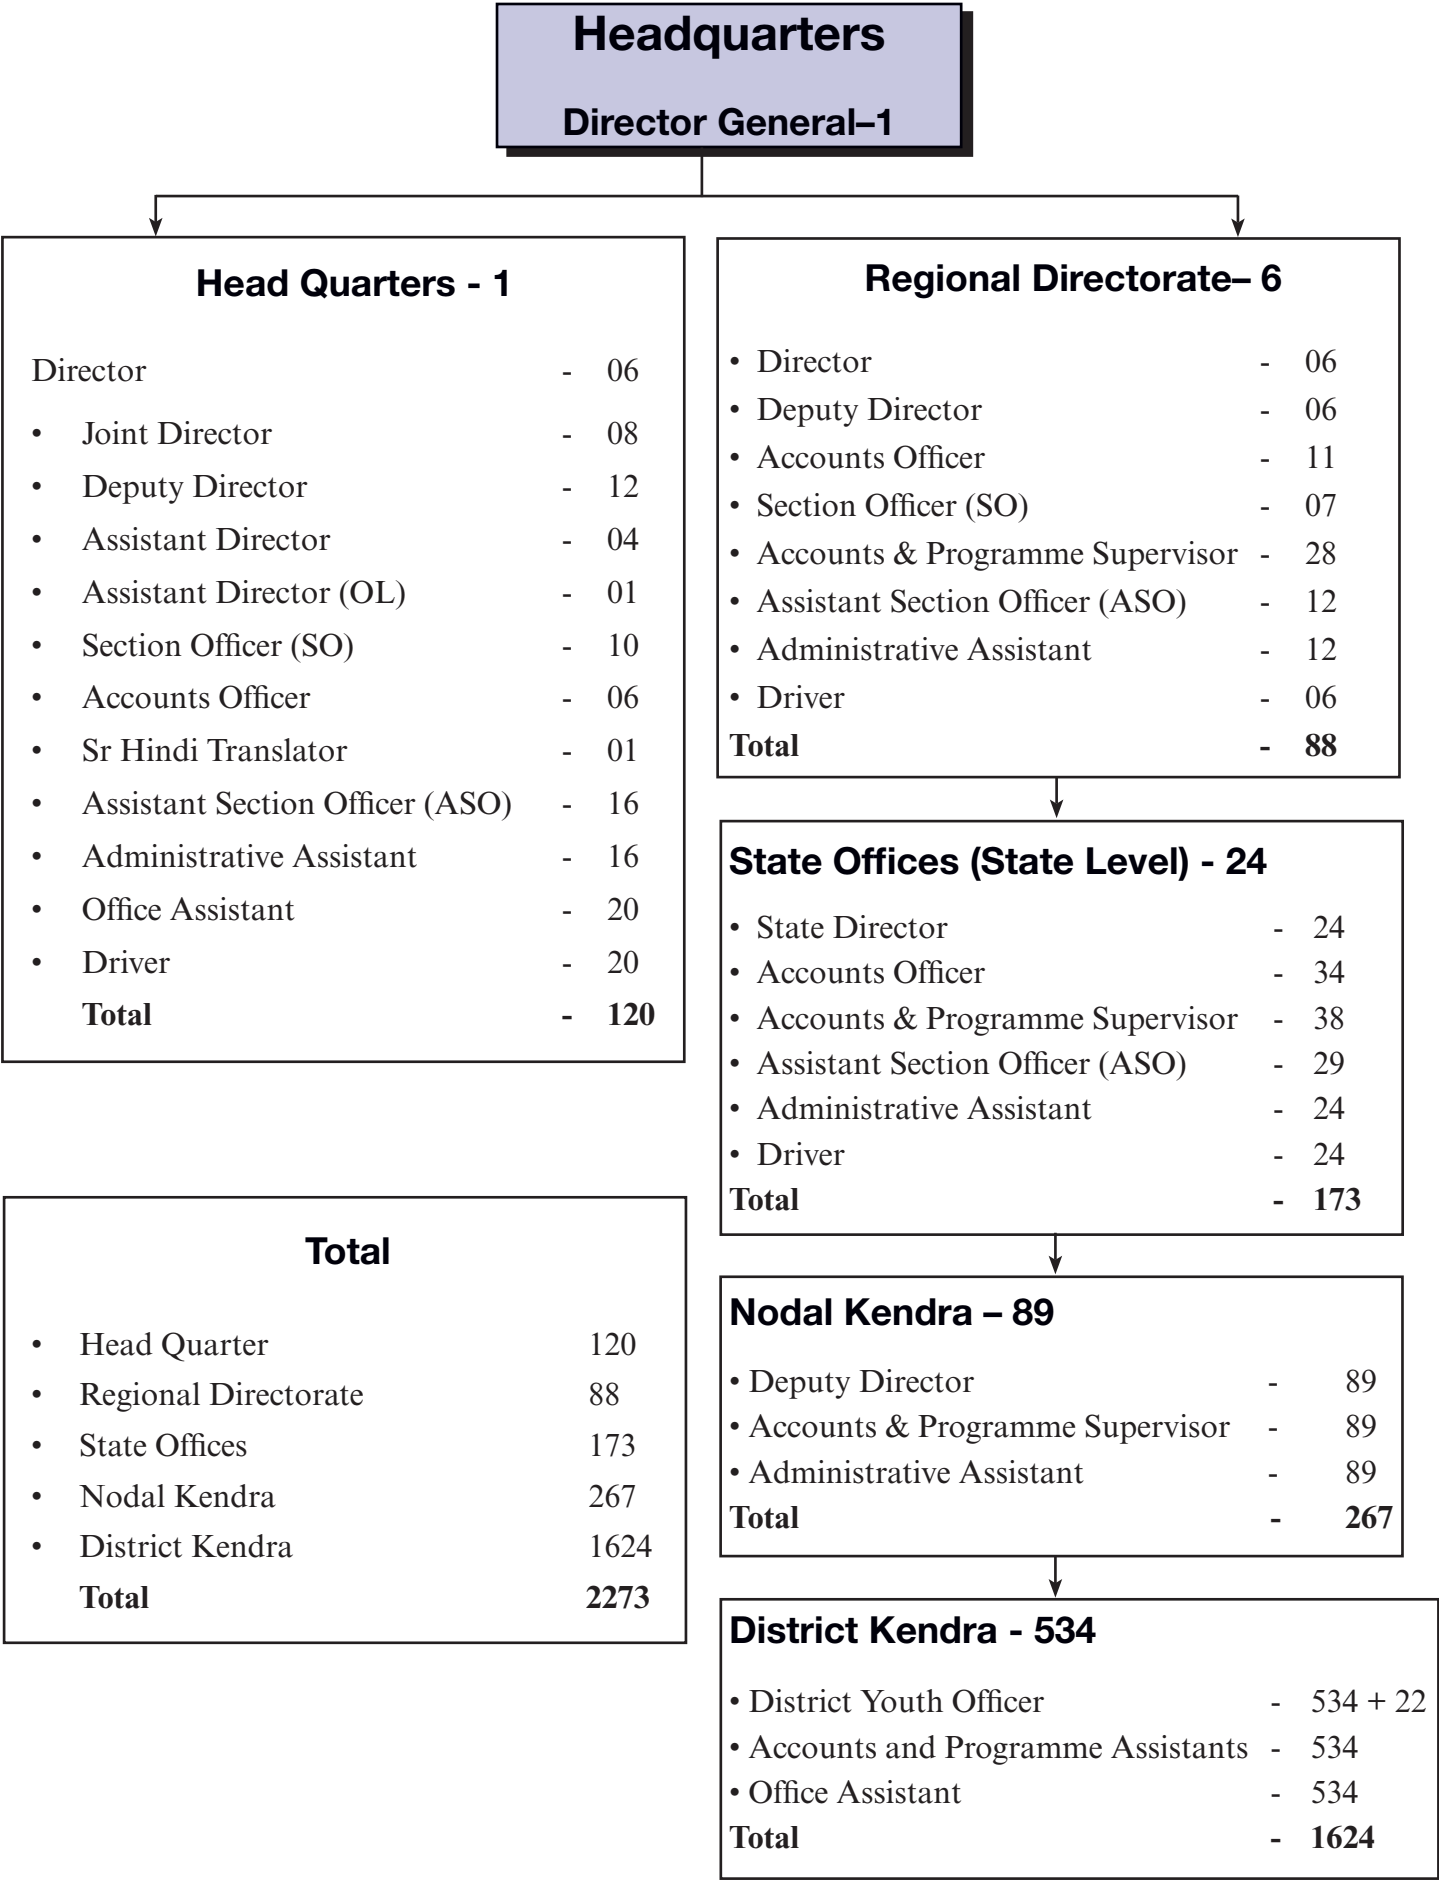 Headquarters
Director General–1
Head Quarters - 1
Director - 06
• Joint Director - 08
• Deputy Director - 12
• Assistant Director - 04
• Assistant Director (OL) - 01
• Section Officer (SO) - 10
• Accounts Officer - 06
• Sr Hindi Translator - 01
• Assistant Section Officer (ASO) - 16
• Administrative Assistant - 16
• Office Assistant - 20
• Driver - 20
Total - 120
Regional Directorate– 6
• Director - 06
• Deputy Director - 06
• Accounts Officer - 11
• Section Officer (SO) - 07
• Accounts & Programme Supervisor - 28
• Assistant Section Officer (ASO) - 12
• Administrative Assistant - 12
• Driver - 06
Total - 88
State Offices (State Level) - 24
• State Director - 24
• Accounts Officer - 34
• Accounts & Programme Supervisor - 38
• Assistant Section Officer (ASO) - 29
• Administrative Assistant - 24
• Driver - 24
Total - 173
Nodal Kendra – 89
• Deputy Director - 89
• Accounts & Programme Supervisor - 89
• Administrative Assistant - 89
Total - 267
District Kendra - 534
• District Youth Officer - 534 + 22
• Accounts and Programme Assistants - 534
• Office Assistant - 534
Total - 1624
Total
• Head Quarter 120
• Regional Directorate 88
• State Offices 173
• Nodal Kendra 267
• District Kendra 1624
Total 2273